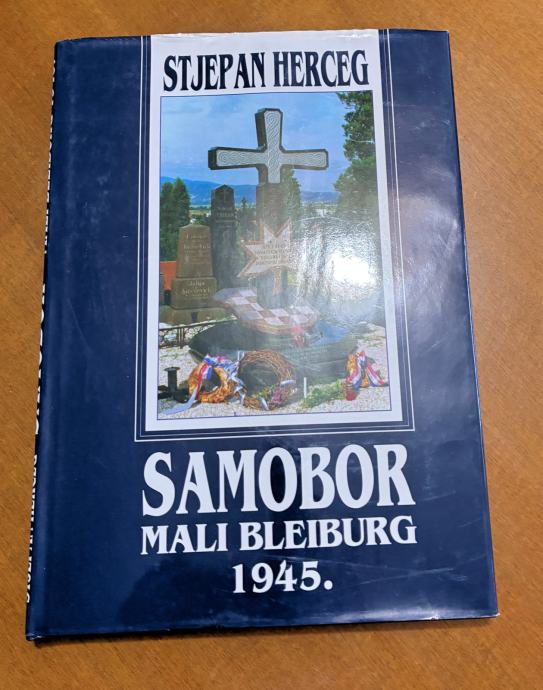 STJEPAN HERCEG
SAMOBOR
MALI BLEIBURG
1945.